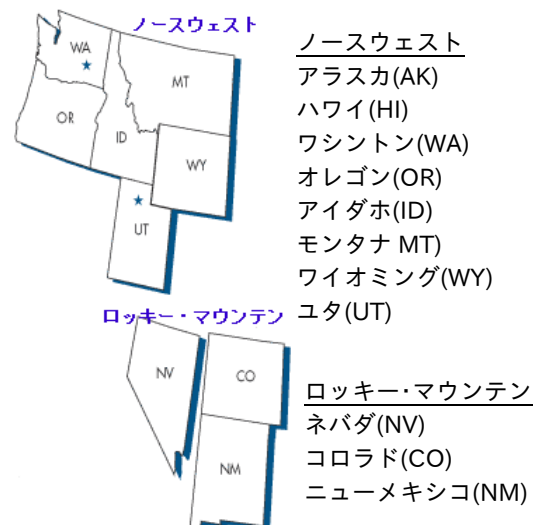 ノースウェスト
WA
MT
OR
ID
WY
UT
ノースウェスト
アラスカ(AK)
ハワイ(HI)
ワシントン(WA)
オレゴン(OR)
アイダホ(ID)
モンタナ MT)
ワイオミング(WY)
ユタ(UT)
ロッキー・マウンテン
NV
CO
NM
ロッキー・マウンテン
ネバダ(NV)
コロラド(CO)
ニューメキシコ(NM)